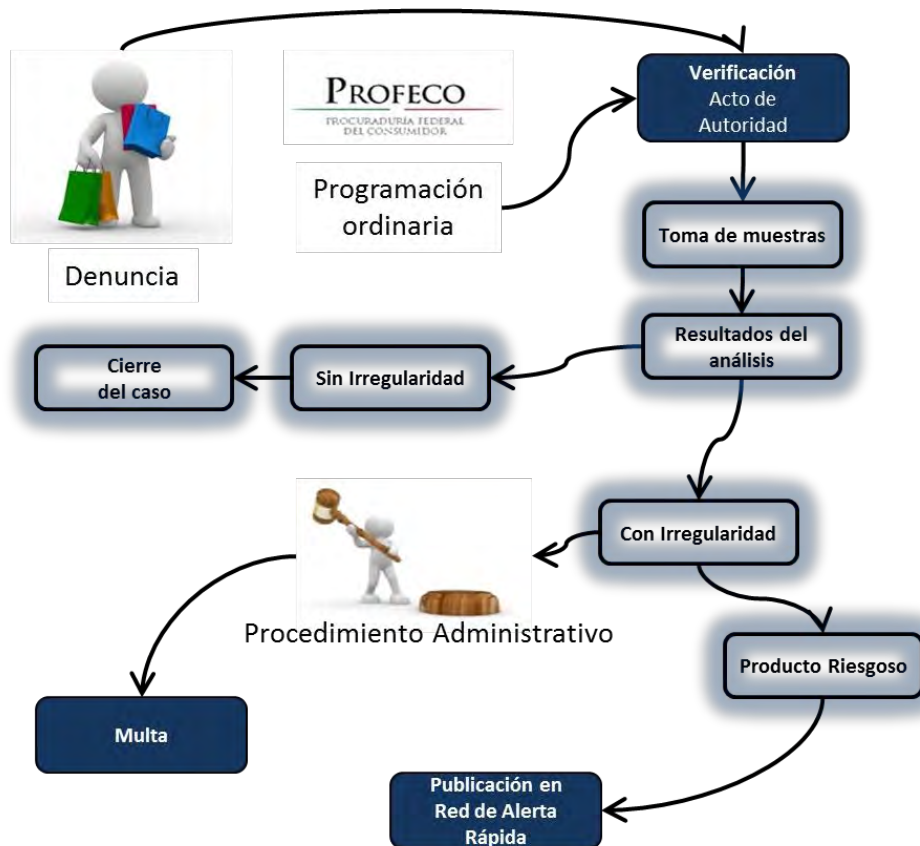 PROFECO
PROCURADURÍA FEDERAL
DEL CONSUMIDOR
Verificación
Acto de
Autoridad
Programación
ordinaria
Denuncia
Toma de muestras
Resultados del
análisis
Sin Irregularidad
Cierre
del caso
Con Irregularidad
Procedimiento Administrativo
Producto Riesgoso
Multa
Publicación en
Red de Alerta
Rápida